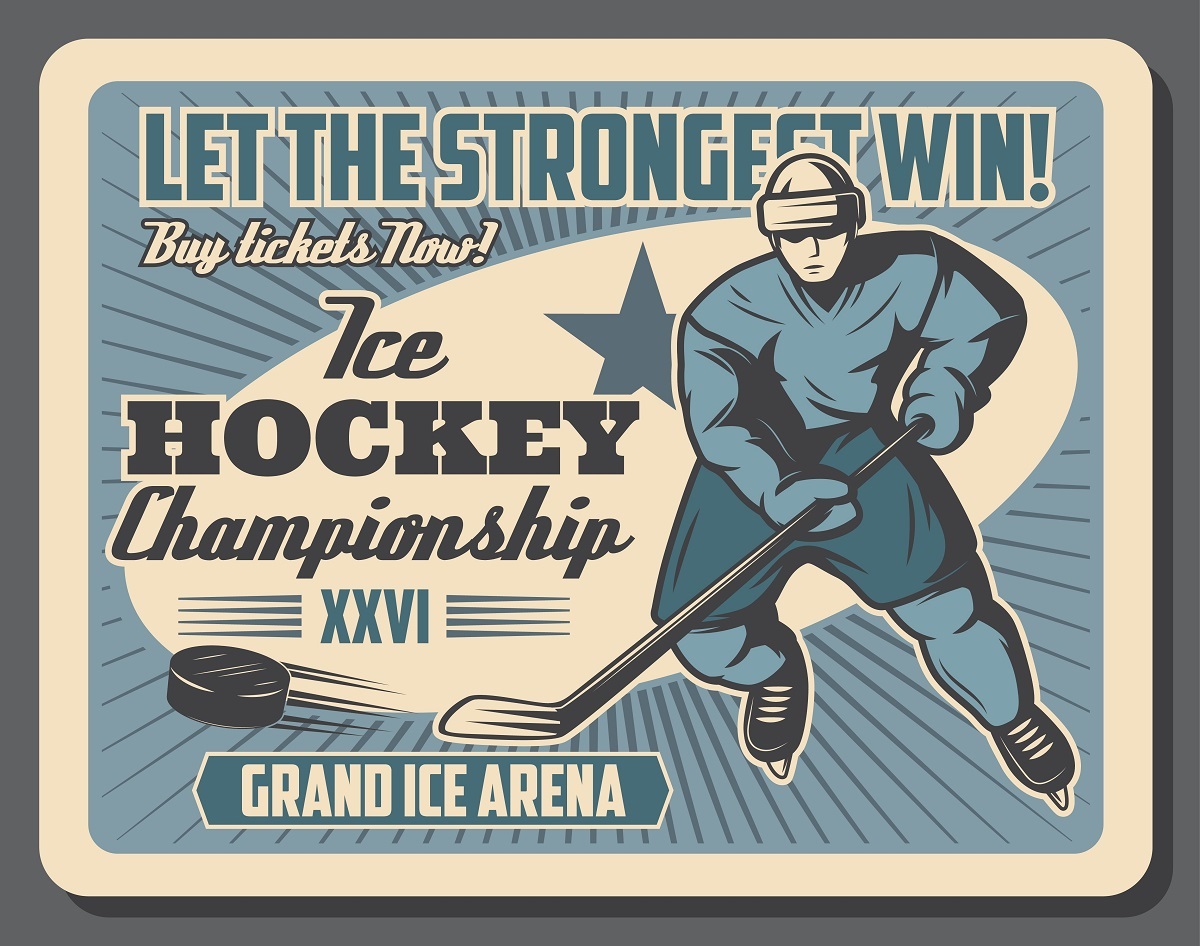 LET THE STRONGEST WIN!
Buy tickets Now!
Ice
HOCKEY
Championship
XXVI
GRAND ICE ARENA